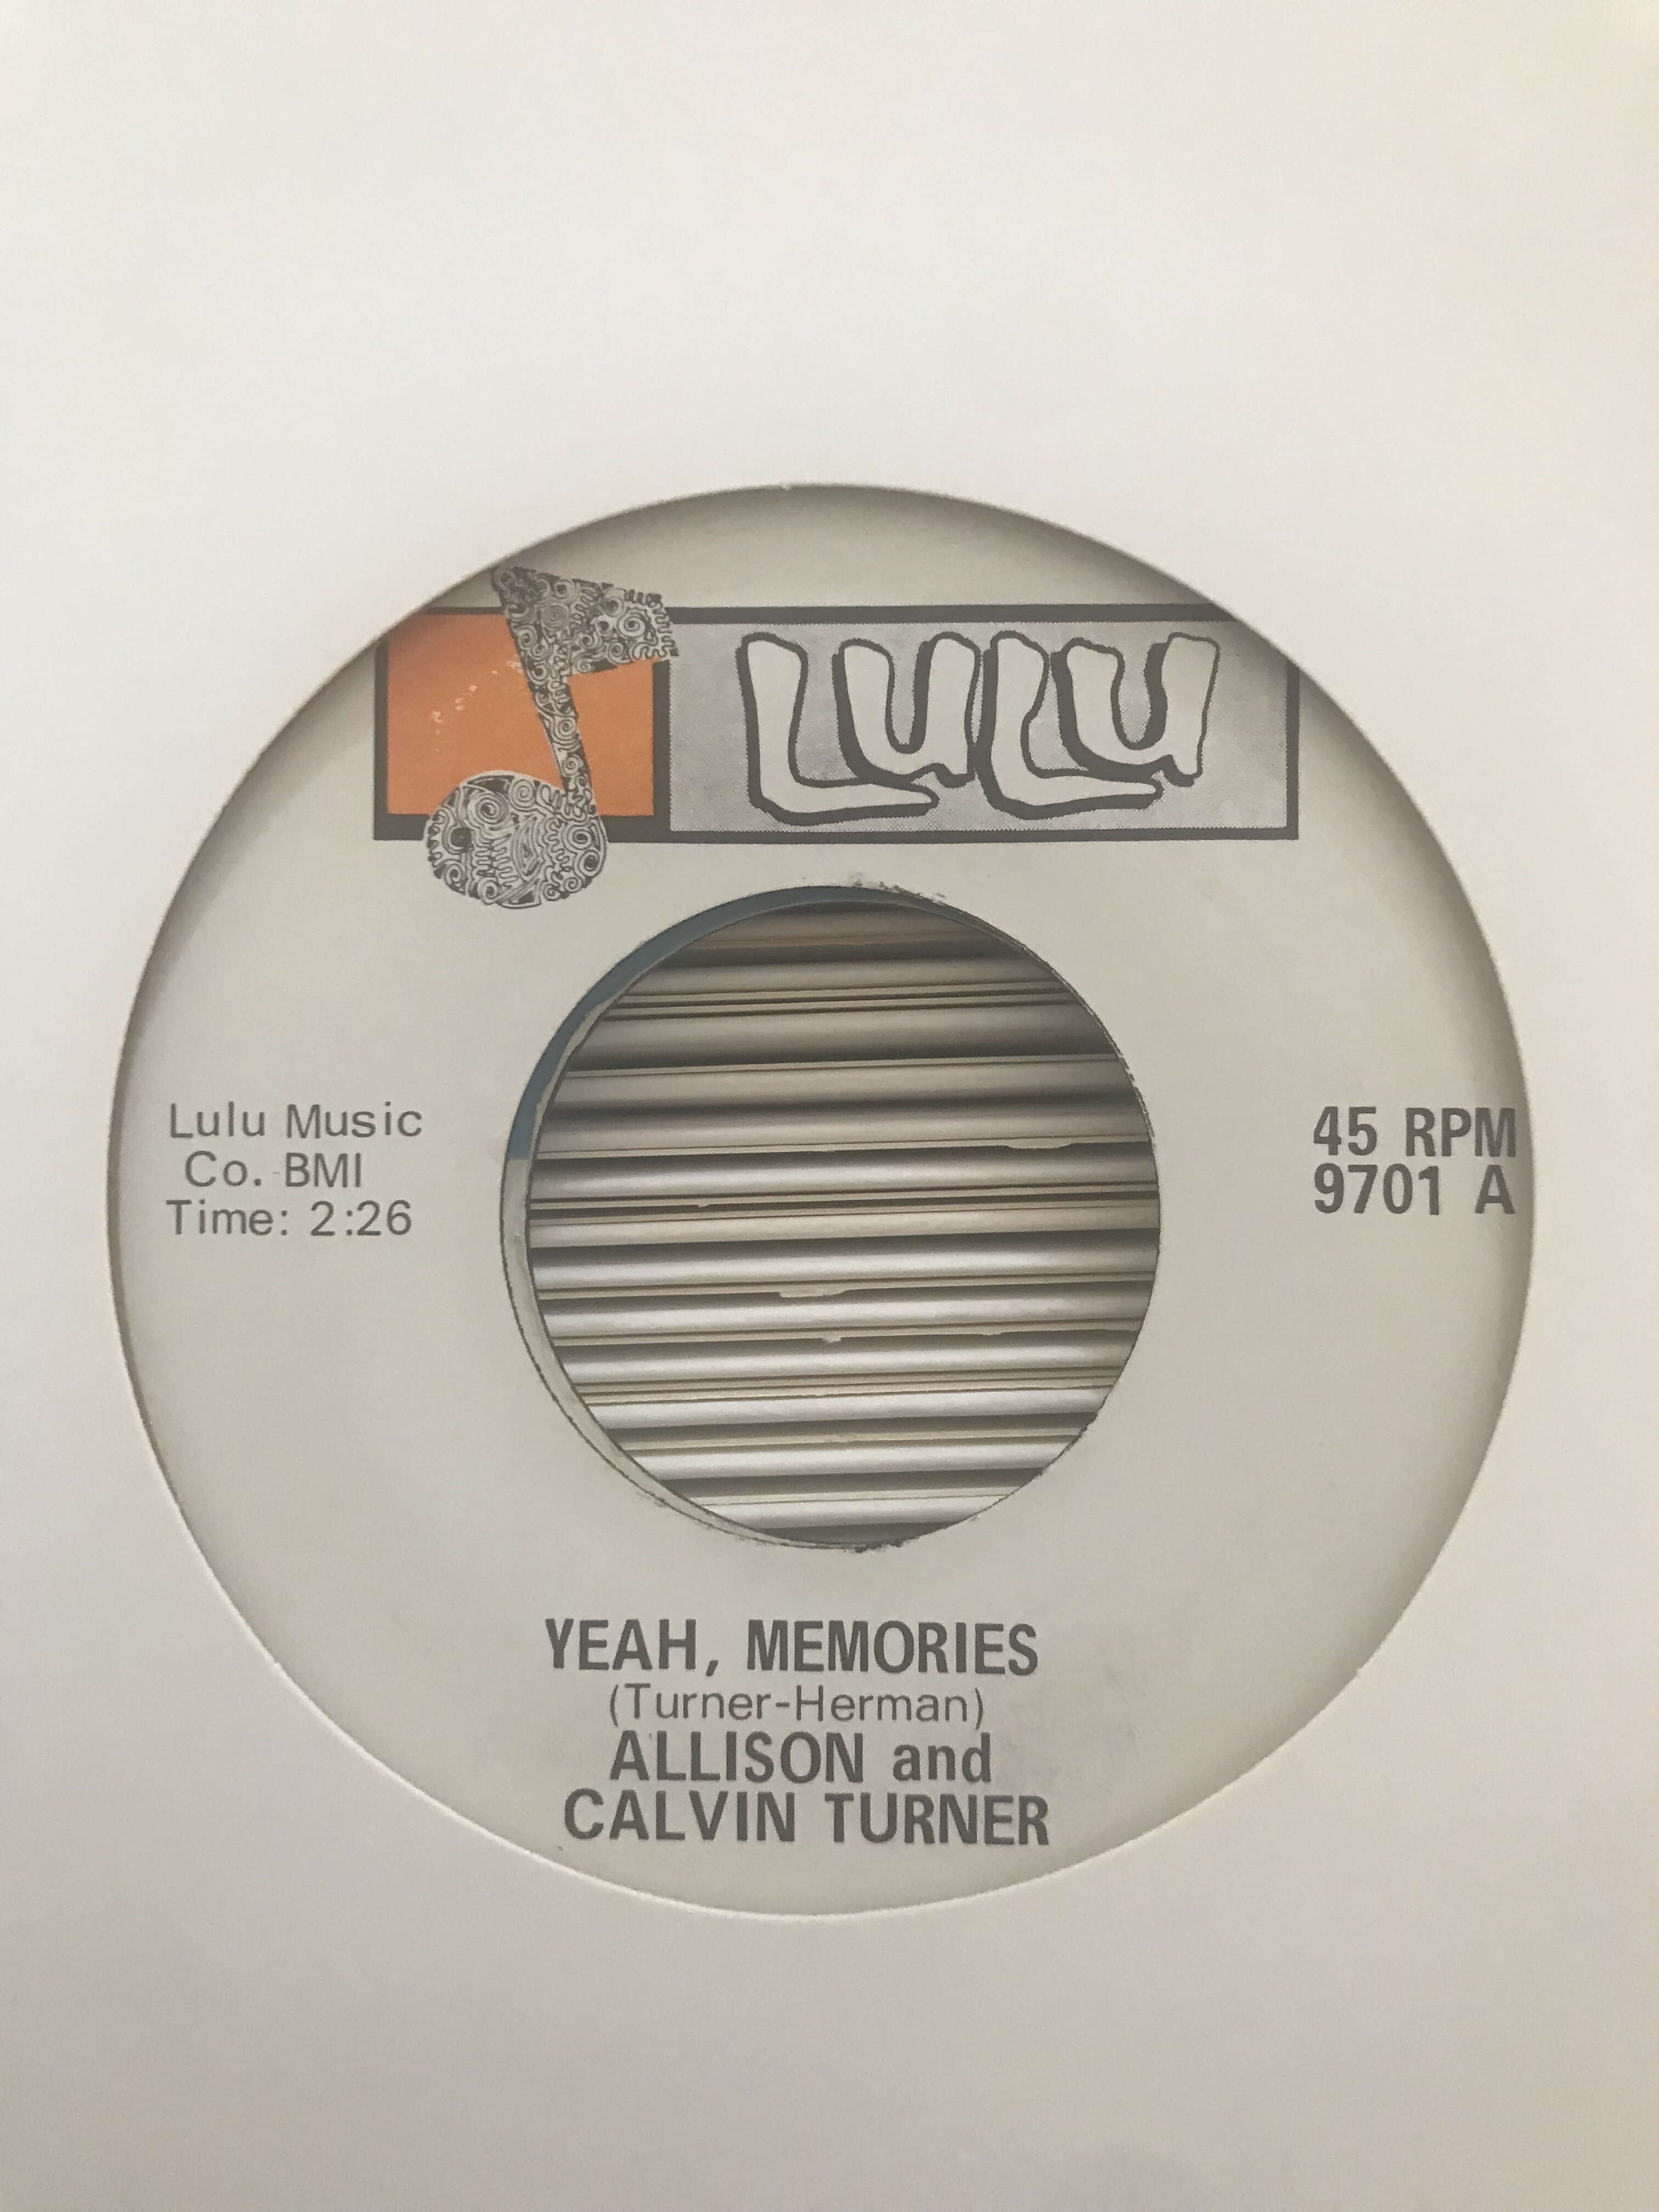 LULU
Lulu Music
Co. BMI
Time: 2:26
45 RPM
9701 A
YEAH, MEMORIES
(Turner-Herman)
ALLISON and
CALVIN TURNER